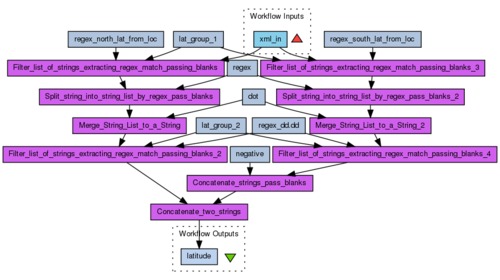 Workflow Inputs
regex_north_lat_from_loc
lat_group_1
xml_in
regex_south_lat_from_loc
Filter_list_of_strings_extracting_regex_match_passing_blanks
regex
Filter_list_of_strings_extracting_regex_match_passing_blanks_3
Split_string_into_string_list_by_regex_pass_blanks
Split_string_into_string_list_by_regex_pass_blanks_2
dot
Merge_String_List_to_a_String
lat_group_2
regex_dd.dd
Merge_String_List_to_a_String_2
Filter_list_of_strings_extracting_regex_match_passing_blanks_2
negative
Filter_list_of_strings_extracting_regex_match_passing_blanks_4
Concatenate_strings_pass_blanks
Concatenate_two_strings
Workflow Outputs
latitude